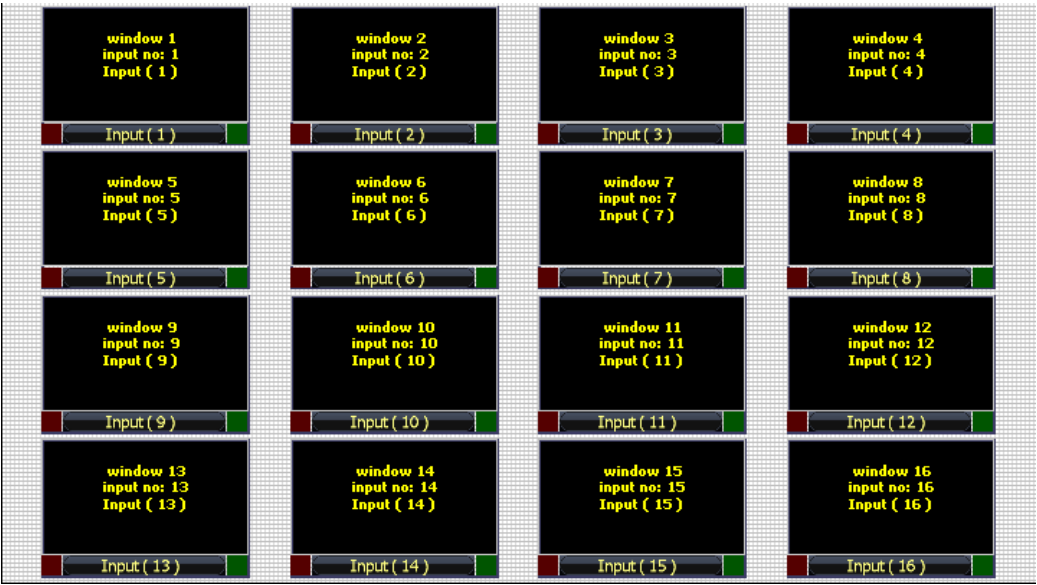 window 1
input no: 1
Input ( 1 )
Input ( 1 )
window 2
input no: 2
Input ( 2 )
Input ( 2 )
window 3
input no: 3
Input ( 3 )
Input ( 3 )
window 4
input no: 4
Input ( 4 )
Input ( 4 )
window 5
input no: 5
Input ( 5 )
Input ( 5 )
window 6
input no: 6
Input ( 6 )
Input ( 6 )
window 7
input no: 7
Input ( 7 )
Input ( 7 )
window 8
input no: 8
Input ( 8 )
Input ( 8 )
window 9
input no: 9
Input ( 9 )
Input ( 9 )
window 10
input no: 10
Input ( 10 )
Input ( 10 )
window 11
input no: 11
Input ( 11 )
Input ( 11 )
window 12
input no: 12
Input ( 12 )
Input ( 12 )
window 13
input no: 13
Input ( 13 )
Input ( 13 )
window 14
input no: 14
Input ( 14 )
Input ( 14 )
window 15
input no: 15
Input ( 15 )
Input ( 15 )
window 16
input no: 16
Input ( 16 )
Input ( 16 )